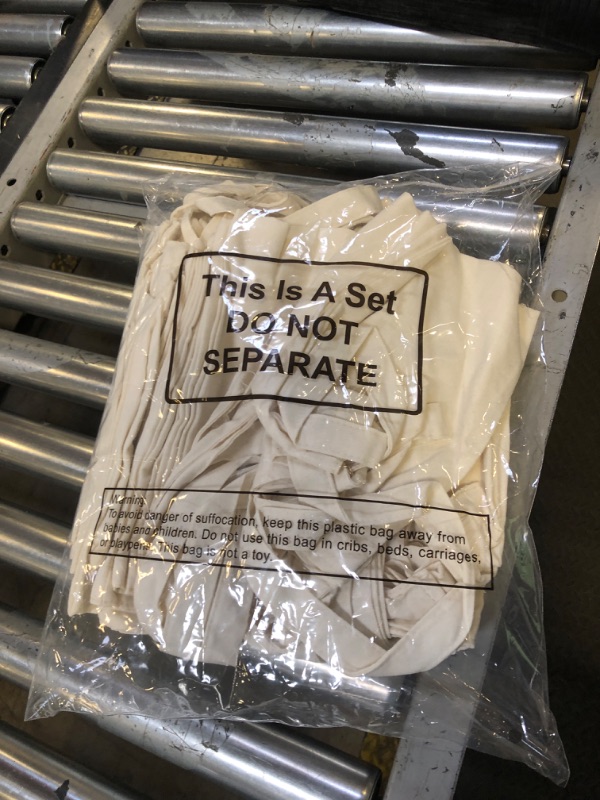 This Is A Set
DO NOT
SEPARATE
Warning:
To avoid danger of suffocation, keep this plastic bag away from
babies and children. Do not use this bag in cribs, beds, carriages,
or playpens. This bag is not a toy.